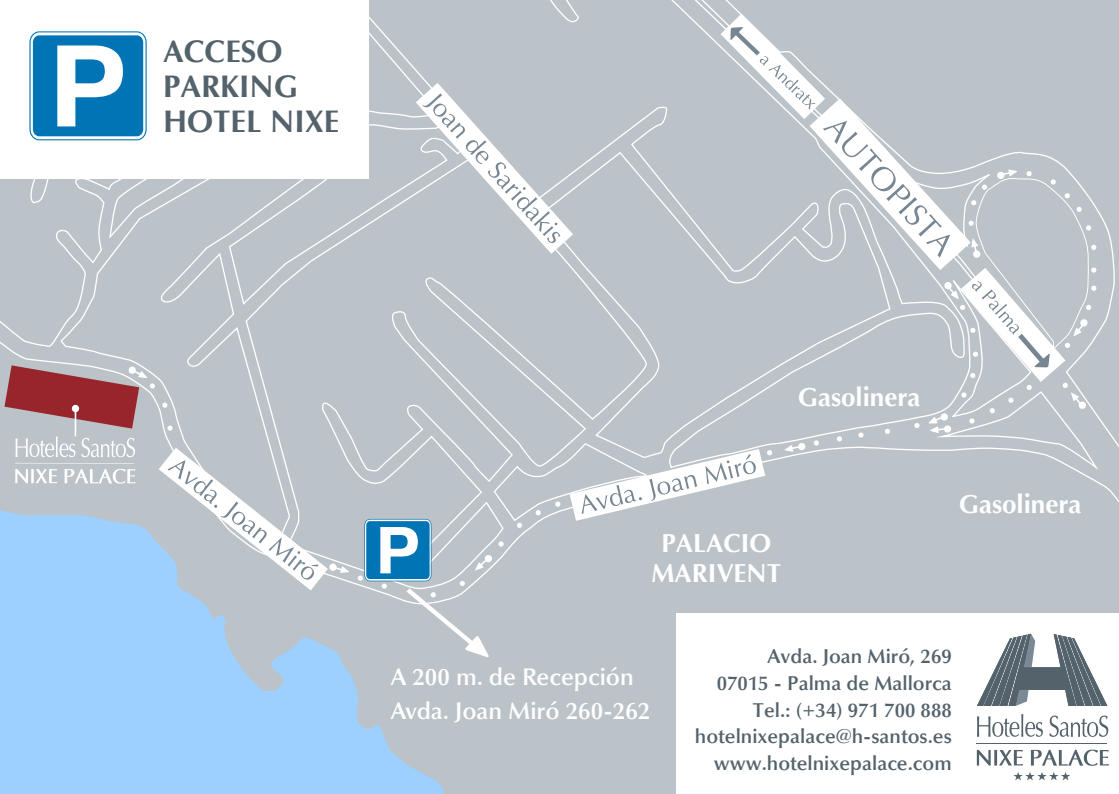 P
ACCESO
PARKING
HOTEL NIXE
Joan de Saridakis
a Andratx
AUTOPISTA
a Palma
Gasolinera
Hoteles SantoS
NIXE PALACE
Avda. Joan Miró
Avda. Joan Miró
Gasolinera
P
PALACIO
MARIVENT
A 200 m. de Recepción
Avda. Joan Miró 260-262
Avda. Joan Miró, 269
07015 - Palma de Mallorca
Tel.: (+34) 971 700 888
hotelnixepalace@h-santos.es
www.hotelnixepalace.com
Hoteles SantoS
NIXE PALACE
★★★★★